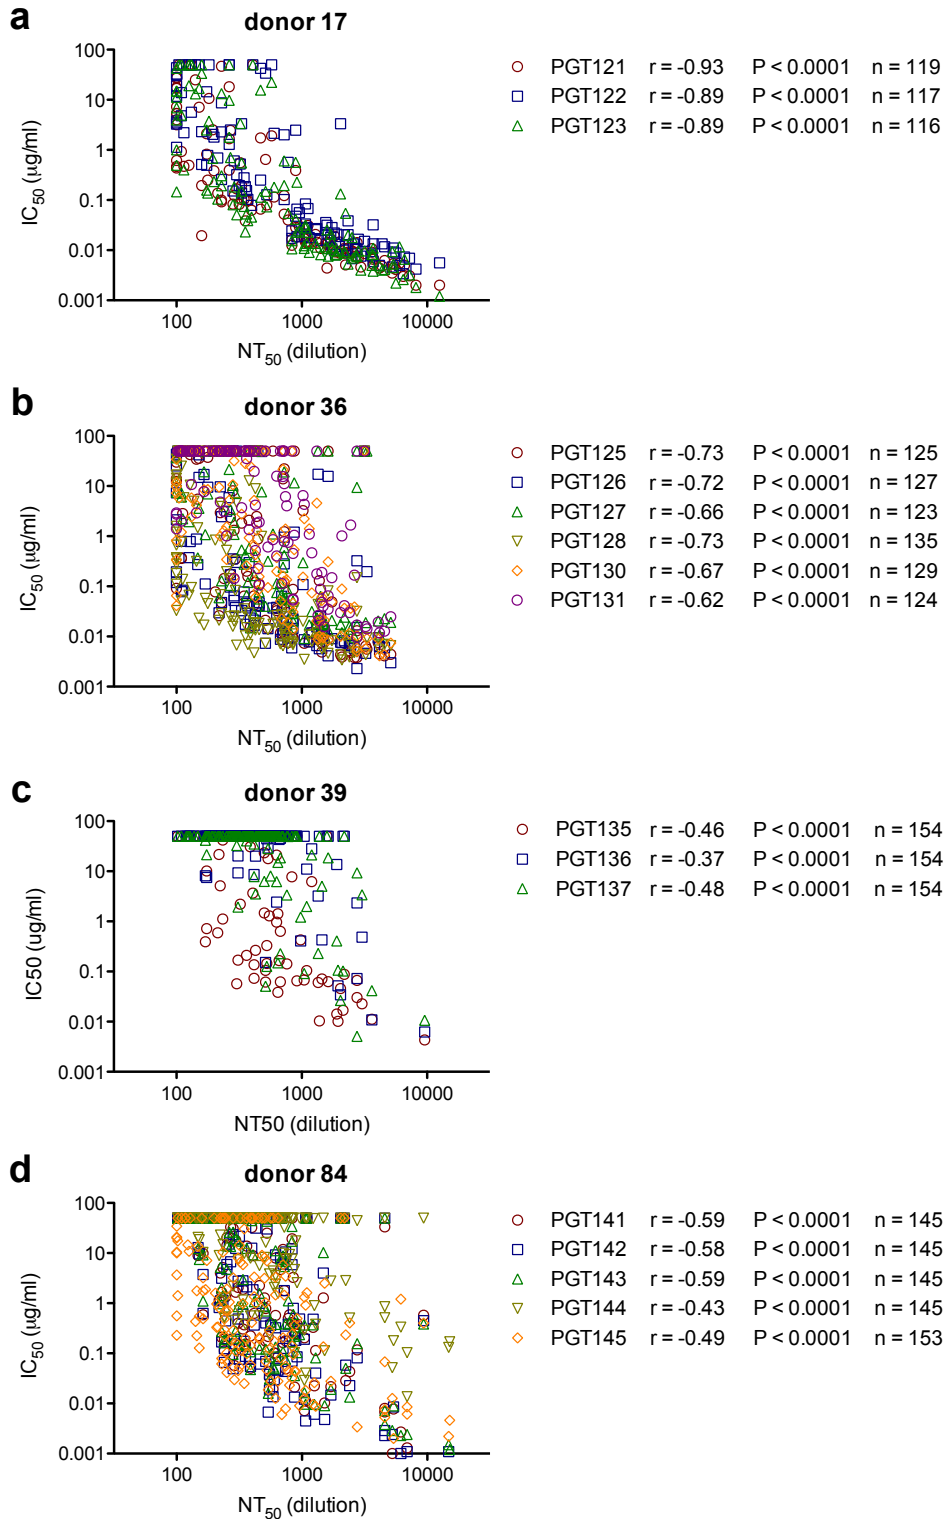 a
donor 17
100
10
1
0.1
0.01
0.001
IC50 (µg/ml)
100 1000 10000
NT50 (dilution)
PGT121 r = -0.93 P < 0.0001 n = 119
PGT122 r = -0.89 P < 0.0001 n = 117
PGT123 r = -0.89 P < 0.0001 n = 116
b
donor 36
100
10
1
0.1
0.01
0.001
IC50 (µg/ml)
100 1000 10000
NT50 (dilution)
PGT125 r = -0.73 P < 0.0001 n = 125
PGT126 r = -0.72 P < 0.0001 n = 127
PGT127 r = -0.66 P < 0.0001 n = 123
PGT128 r = -0.73 P < 0.0001 n = 135
PGT130 r = -0.67 P < 0.0001 n = 129
PGT131 r = -0.62 P < 0.0001 n = 124
c
donor 39
100
10
1
0.1
0.01
0.001
IC50 (ug/ml)
100 1000 10000
NT50 (dilution)
PGT135 r = -0.46 P < 0.0001 n = 154
PGT136 r = -0.37 P < 0.0001 n = 154
PGT137 r = -0.48 P < 0.0001 n = 154
d
donor 84
100
10
1
0.1
0.01
0.001
IC50 (µg/ml)
100 1000 10000
NT50 (dilution)
PGT141 r = -0.59 P < 0.0001 n = 145
PGT142 r = -0.58 P < 0.0001 n = 145
PGT143 r = -0.59 P < 0.0001 n = 145
PGT144 r = -0.43 P < 0.0001 n = 145
PGT145 r = -0.49 P < 0.0001 n = 153